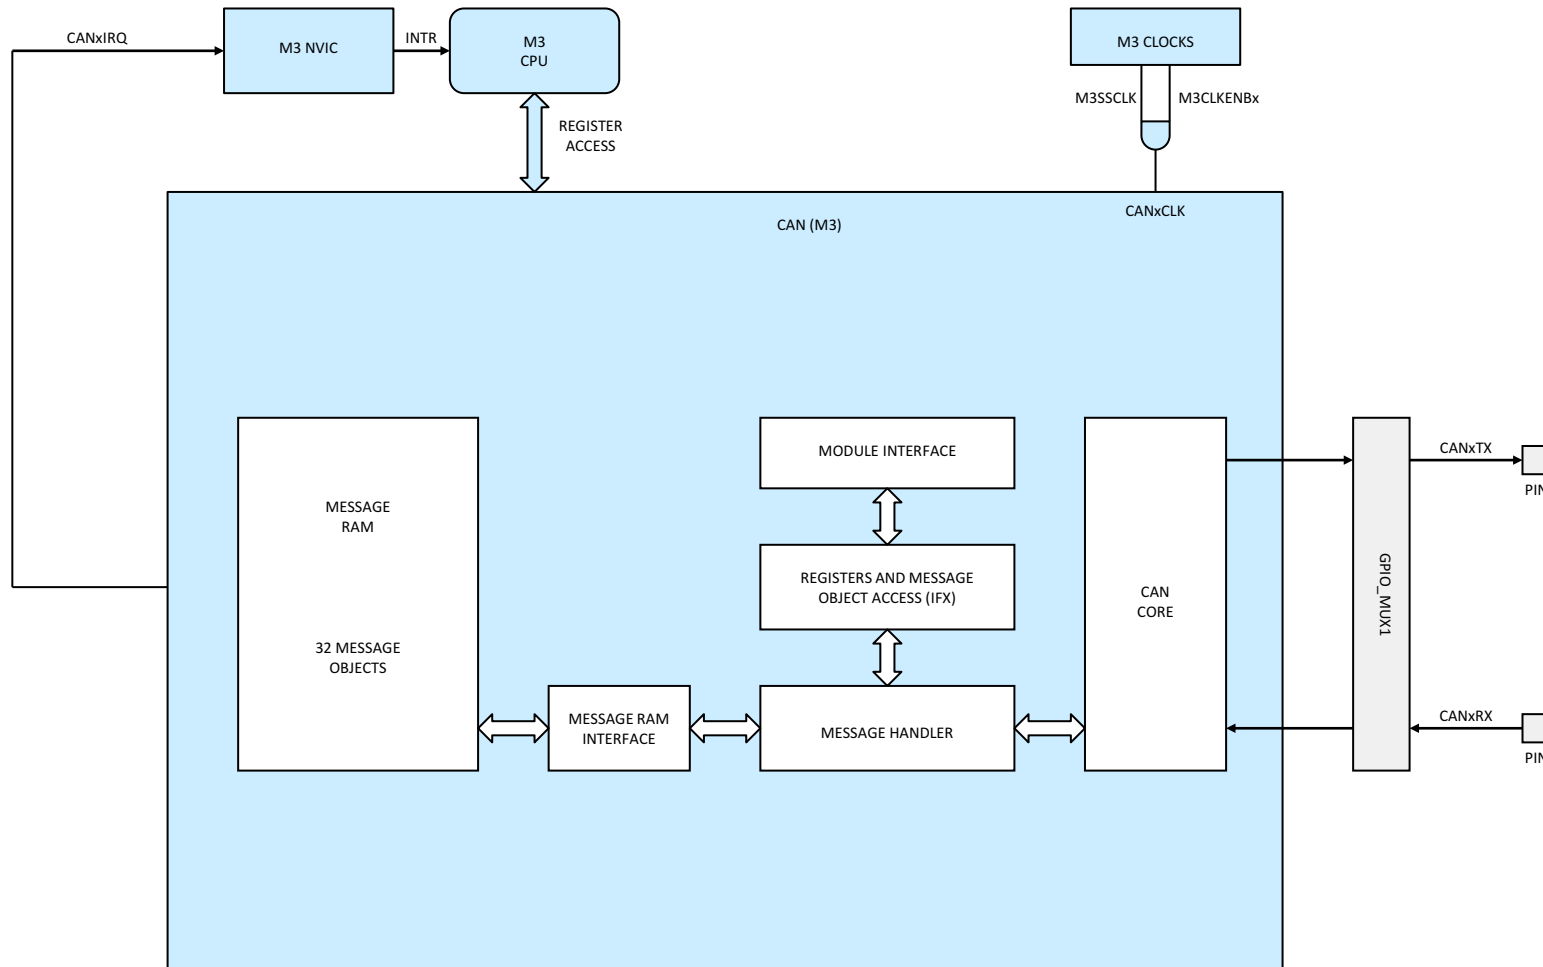 CANxIRQ
M3 NVIC
INTR
M3
CPU
M3 CLOCKS
M3SSCLK
M3CLKENBx
REGISTER
ACCESS
CANxCLK
CAN (M3)
MESSAGE
RAM
32 MESSAGE
OBJECTS
MODULE INTERFACE
REGISTERS AND MESSAGE
OBJECT ACCESS (IFX)
MESSAGE RAM
INTERFACE
MESSAGE HANDLER
CAN
CORE
GPIO_MUX1
CANxTX
PIN
CANxRX
PIN